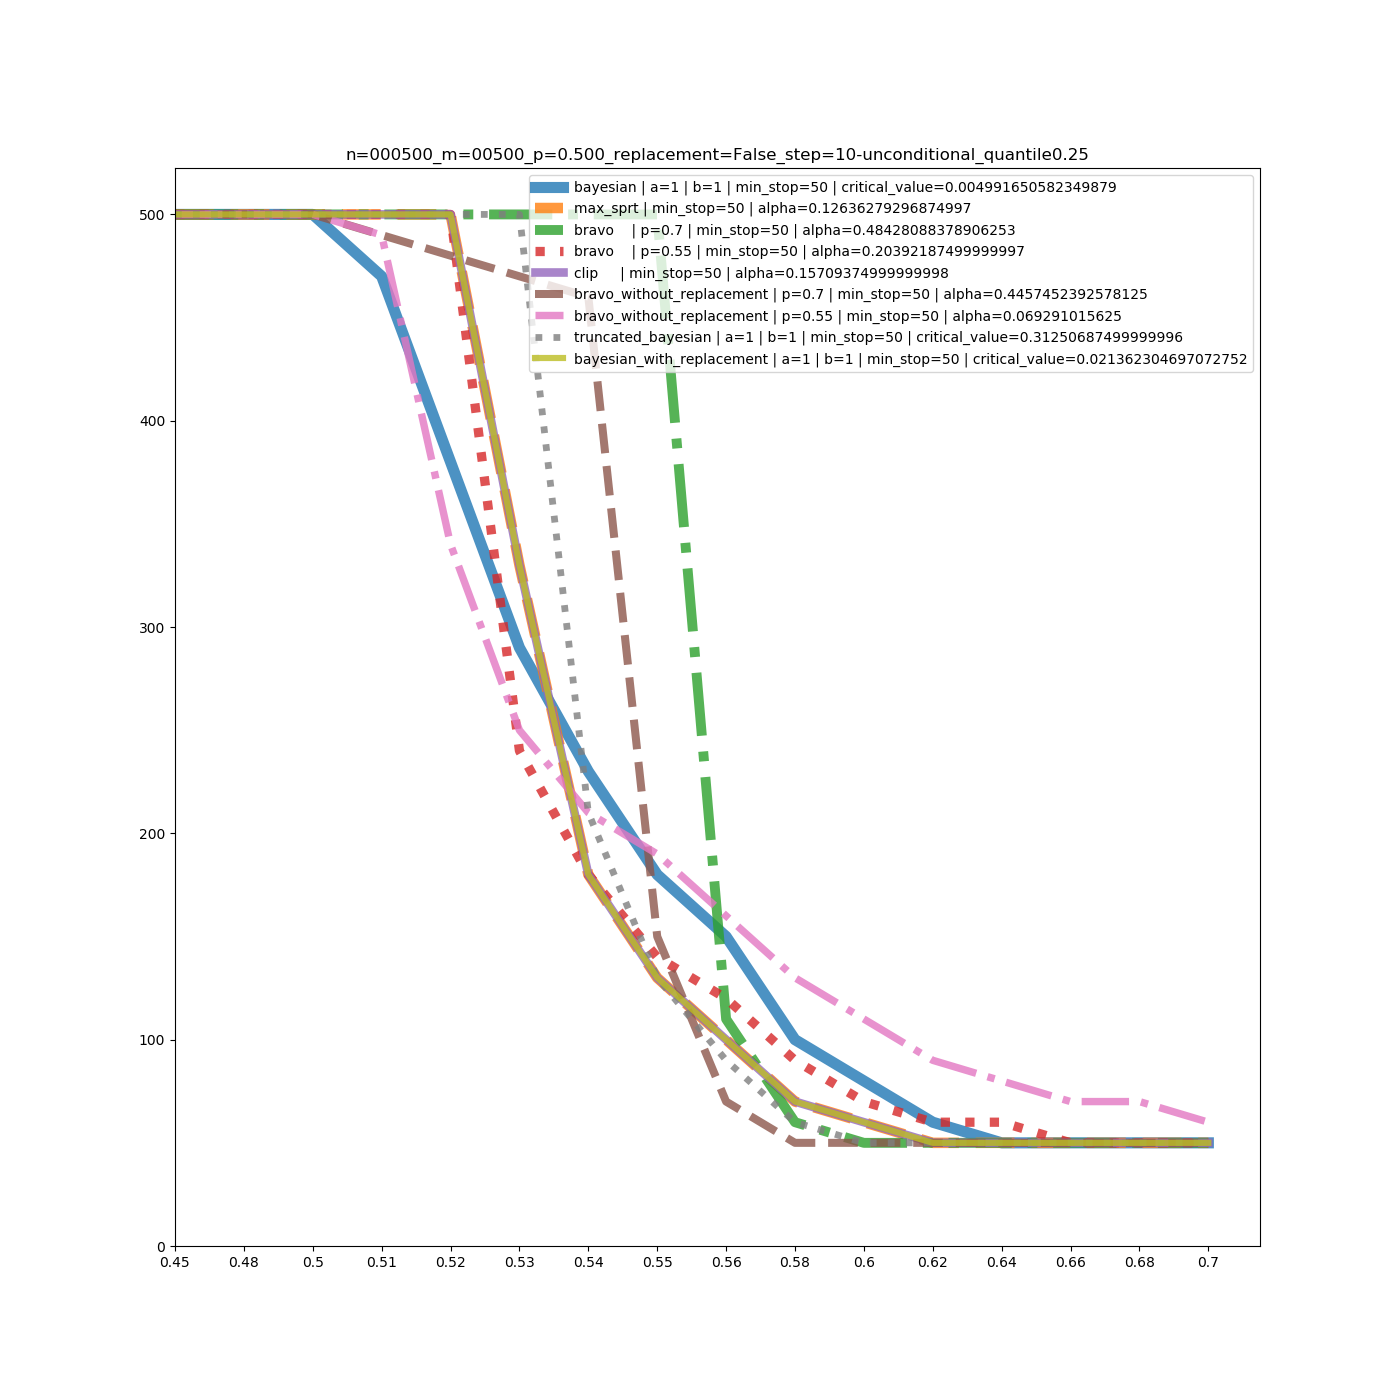 n=000500_m=00500_p=0.500_replacement=False_step=10-unconditional_quantile0.25
bayesian | a=1 | b=1 | min_stop=50 | critical_value=0.004991650582349879
max_sprt | min_stop=50 | alpha=0.12636279296874997
bravo | p=0.7 | min_stop=50 | alpha=0.48428088378906253
bravo | p=0.55 | min_stop=50 | alpha=0.20392187499999997
clip | min_stop=50 | alpha=0.15709374999999998
bravo_without_replacement | p=0.7 | min_stop=50 | alpha=0.4457452392578125
bravo_without_replacement | p=0.55 | min_stop=50 | alpha=0.069291015625
truncated_bayesian | a=1 | b=1 | min_stop=50 | critical_value=0.31250687499999996
bayesian_with_replacement | a=1 | b=1 | min_stop=50 | critical_value=0.021362304697072752
500
400
300
200
100
0
0.45 0.48 0.5 0.51 0.52 0.53 0.54 0.55 0.56 0.58 0.6 0.62 0.64 0.66 0.68 0.7